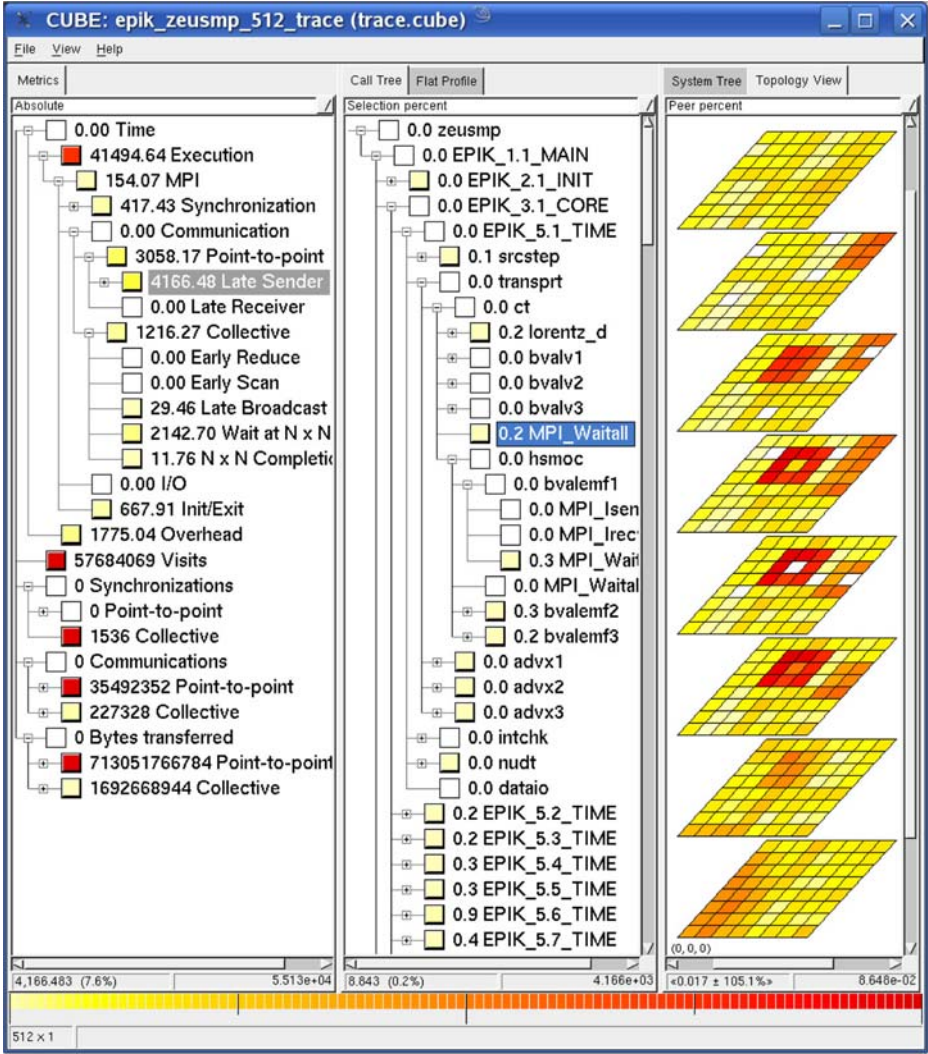 CUBE: epik_zeusmp_512_trace (trace.cube)
File View Help
Metrics
Absolute
0.00 Time
41494.64 Execution
154.07 MPI
417.43 Synchronization
0.00 Communication
3058.17 Point-to-point
4166.48 Late Sender
0.00 Late Receiver
1216.27 Collective
0.00 Early Reduce
0.00 Early Scan
29.46 Late Broadcast
2142.70 Wait at N x N
11.76 N x N Completi
0.00 I/O
667.91 Init/Exit
1775.04 Overhead
57684069 Visits
0 Synchronizations
0 Point-to-point
1536 Collective
0 Communications
35492352 Point-to-point
227328 Collective
0 Bytes transferred
713051766784 Point-to-point
1692668944 Collective
4,166.483 (7.6%) 5.513e+04
Call Tree Flat Profile
Selection percent
0.0 zeusmp
0.0 EPIK_1.1_MAIN
0.0 EPIK_2.1_INIT
0.0 EPIK_3.1_CORE
0.0 EPIK_5.1_TIME
0.1 srcstep
0.0 transprt
0.0 ct
0.2 lorentz_d
0.0 bvalv1
0.0 bvalv2
0.0 bvalv3
0.2 MPI_Waitall
0.0 hsmoc
0.0 bvalemf1
0.0 MPI_Isen
0.0 MPI_Irec
0.3 MPI_Wait
0.0 MPI_Waital
0.3 bvalemf2
0.2 bvalemf3
0.0 advx1
0.0 advx2
0.0 advx3
0.0 intchk
0.0 nudt
0.0 dataio
0.2 EPIK_5.2_TIME
0.2 EPIK_5.3_TIME
0.3 EPIK_5.4_TIME
0.3 EPIK_5.5_TIME
0.9 EPIK_5.6_TIME
0.4 EPIK_5.7_TIME
8.843 (0.2%) 4.166e+03
System Tree Topology View
Peer percent
(0, 0, 0)
«0.017 ± 105.1%» 8.648e-02
512 x 1